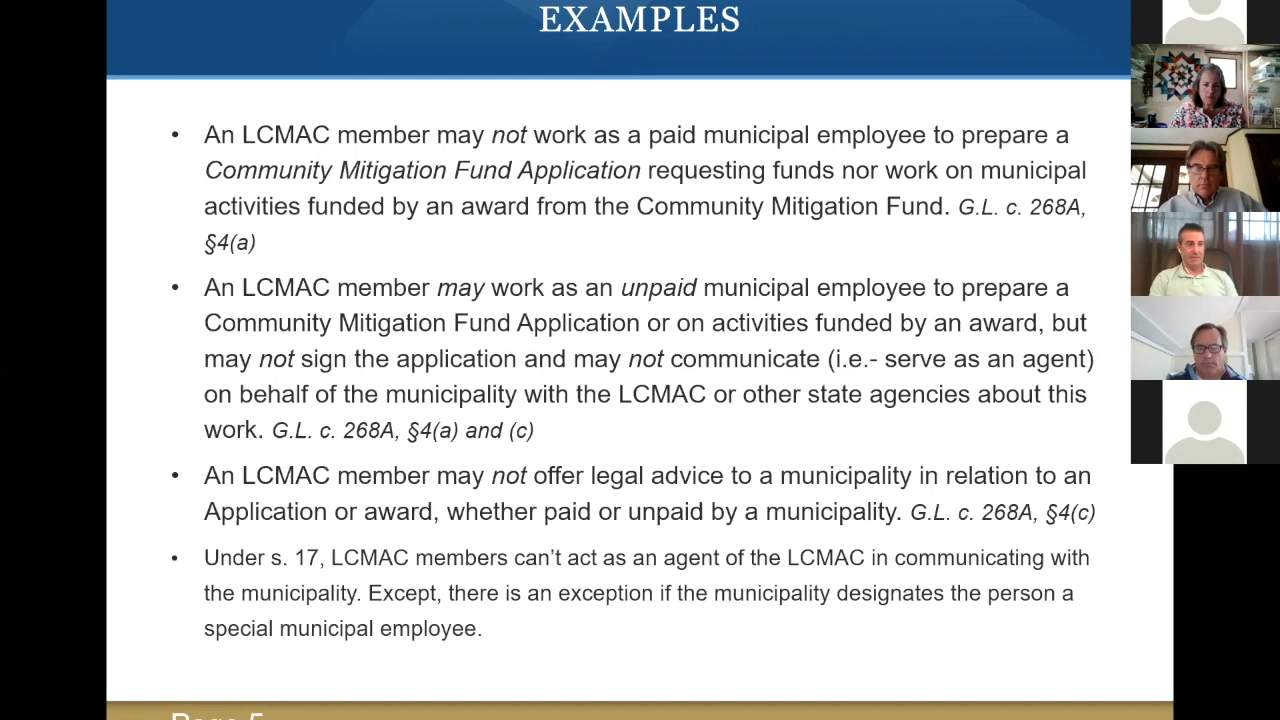 EXAMPLES
• An LCMAC member may not work as a paid municipal employee to prepare a
Community Mitigation Fund Application requesting funds nor work on municipal
activities funded by an award from the Community Mitigation Fund. G.L. c. 268A,
§4(a)
• An LCMAC member may work as an unpaid municipal employee to prepare a
Community Mitigation Fund Application or on activities funded by an award, but
may not sign the application and may not communicate (i.e.- serve as an agent)
on behalf of the municipality with the LCMAC or other state agencies about this
work. G.L. c. 268A, §4(a) and (c)
• An LCMAC member may not offer legal advice to a municipality in relation to an
Application or award, whether paid or unpaid by a municipality. G.L. c. 268A, §4(c)
• Under s. 17, LCMAC members can’t act as an agent of the LCMAC in communicating with
the municipality. Except, there is an exception if the municipality designates the person a
special municipal employee.
Page 5